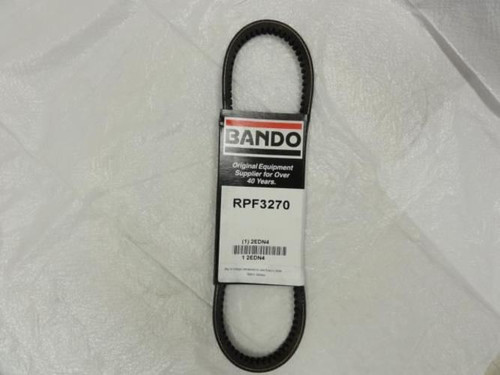 BANDO
Original Equipment
Supplier for Over
40 Years.
RPF3270
(1) 2EDN4
1 2EDN4